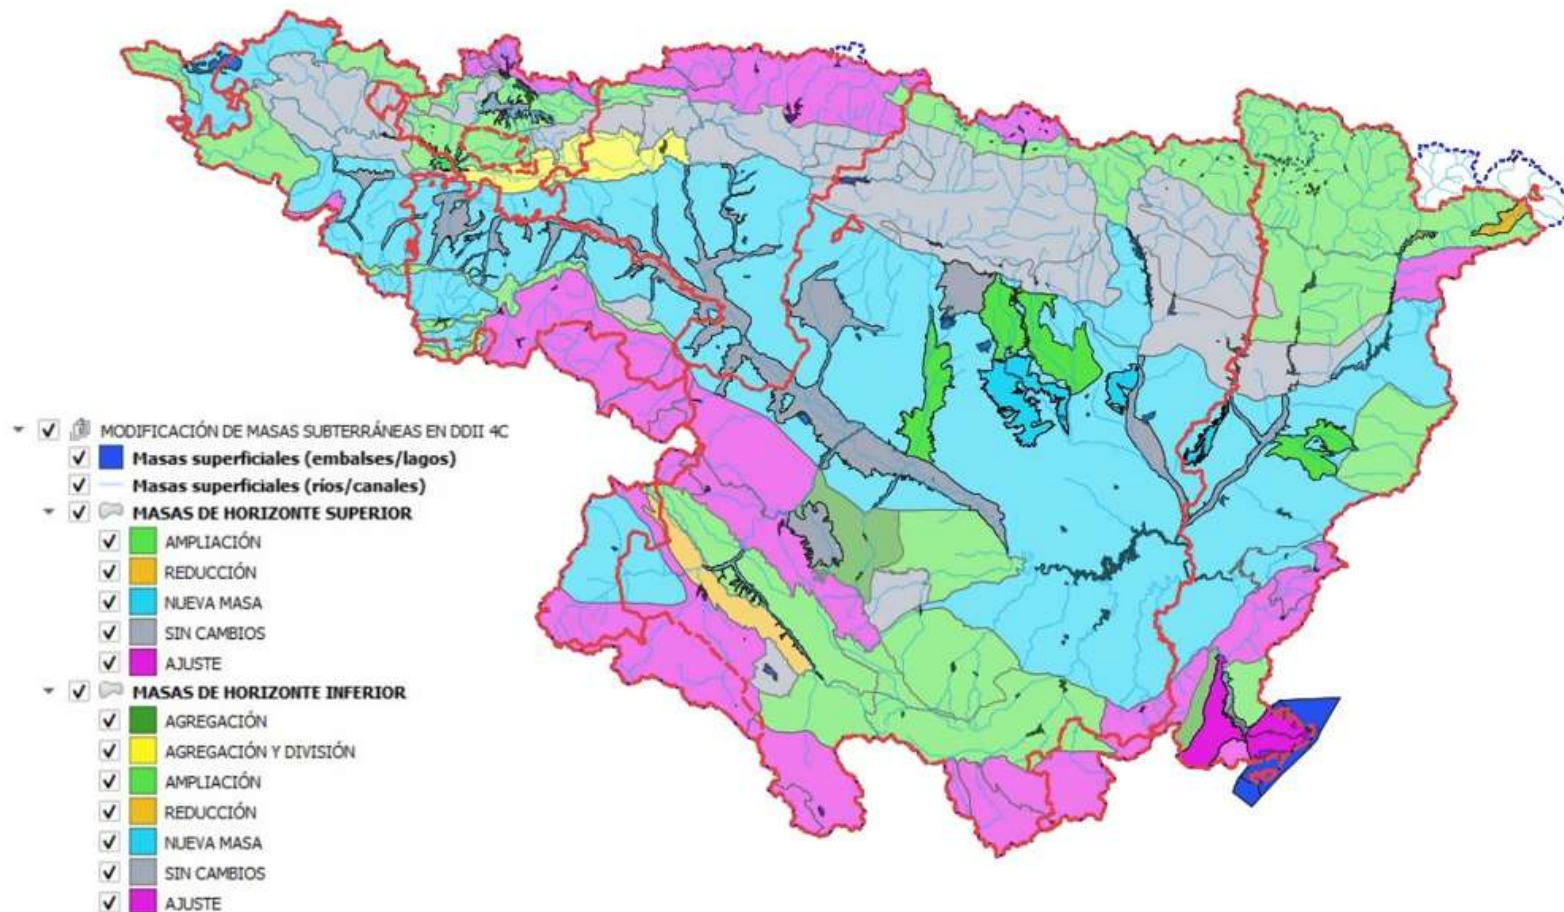 MODIFICACIÓN DE MASAS SUBTERRÁNEAS EN DDII 4C
Masas superficiales (embalses/lagos)
Masas superficiales (ríos/canales)
MASAS DE HORIZONTE SUPERIOR
AMPLIACIÓN
REDUCCIÓN
NUEVA MASA
SIN CAMBIOS
AJUSTE
MASAS DE HORIZONTE INFERIOR
AGREGACIÓN
AGREGACIÓN Y DIVISIÓN
AMPLIACIÓN
REDUCCIÓN
NUEVA MASA
SIN CAMBIOS
AJUSTE